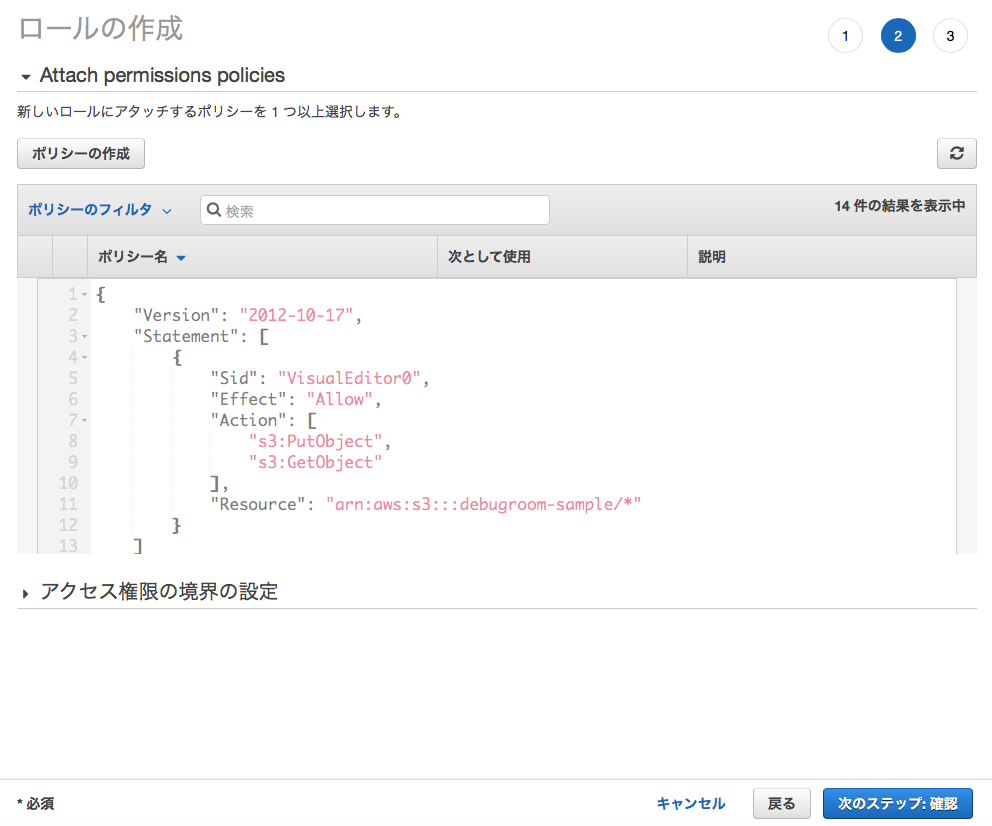 ロールの作成
1 2 3
Attach permissions policies
新しいロールにアタッチするポリシーを 1 つ以上選択します。
ポリシーの作成
ポリシーのフィルタ 検索 14 件の結果を表示中
ポリシー名 次として使用 説明
1 {
2 "Version": "2012-10-17",
3 "Statement": [
4 {
5 "Sid": "VisualEditor0",
6 "Effect": "Allow",
7 "Action": [
8 "s3:PutObject",
9 "s3:GetObject"
10 ],
11 "Resource": "arn:aws:s3:::debugroom-sample/*"
12 }
13 ]
アクセス権限の境界の設定
* 必須 キャンセル 戻る 次のステップ: 確認